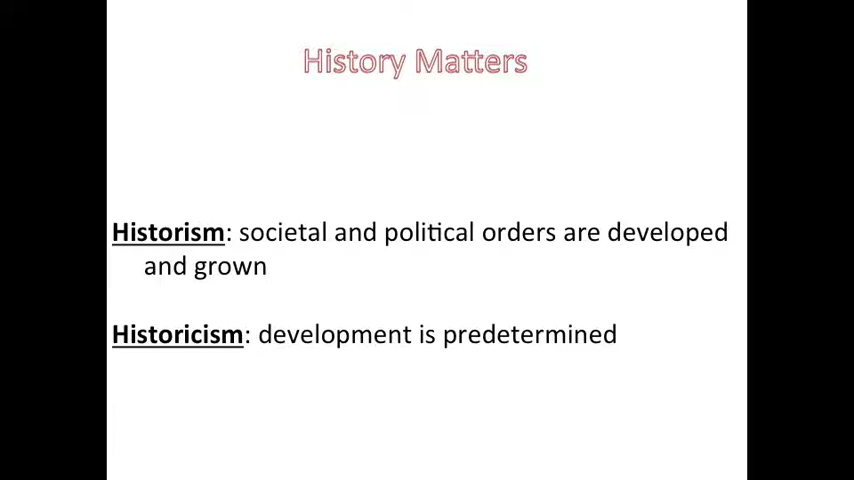 History Matters
Historism: societal and political orders are developed
and grown
Historicism: development is predetermined